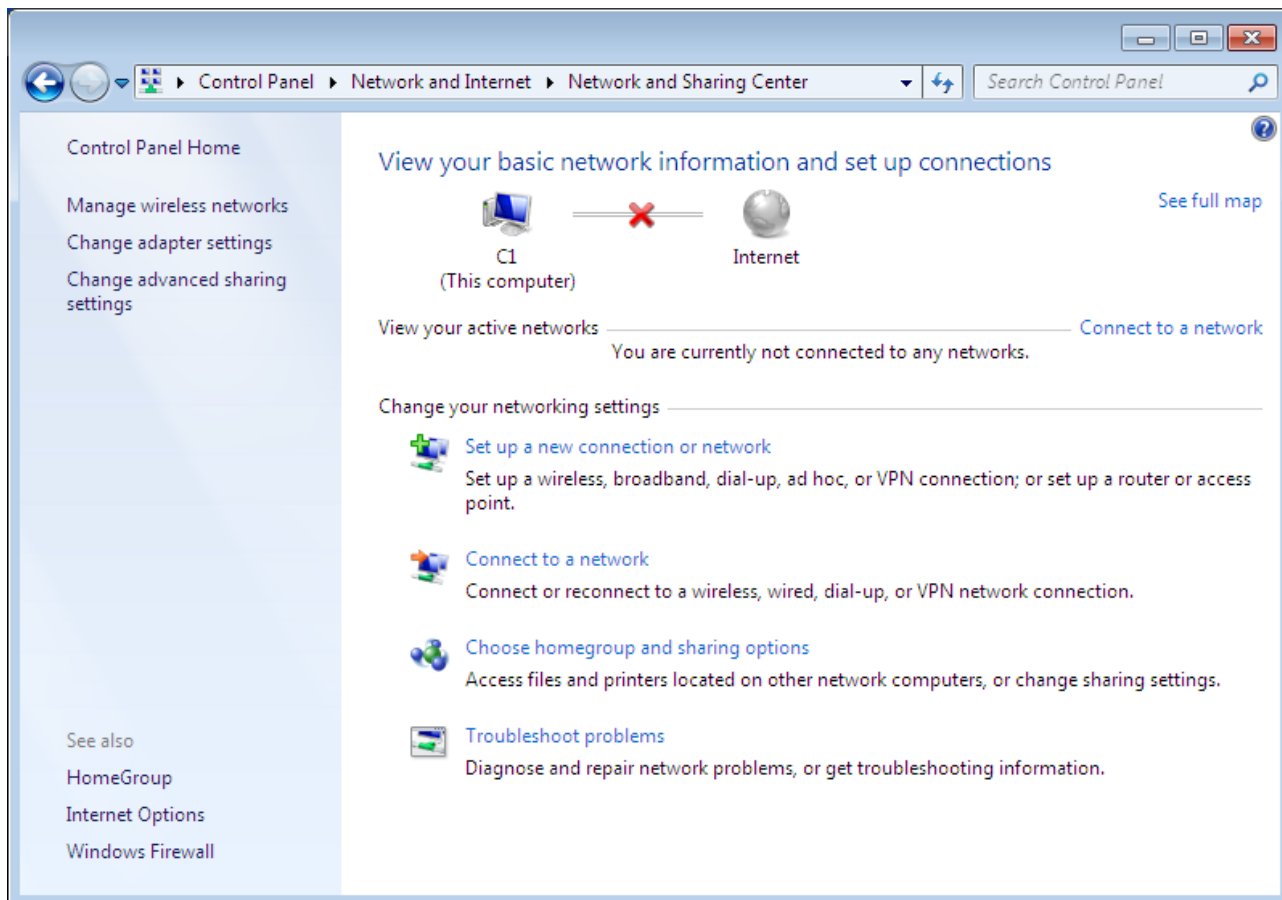 Control Panel
Network and Internet
Network and Sharing Center
Search Control Panel
Control Panel Home
Manage wireless networks
Change adapter settings
Change advanced sharing
settings
See also
HomeGroup
Internet Options
Windows Firewall
View your basic network information and set up connections
See full map
C1
(This computer)
Internet
View your active networks
Connect to a network
You are currently not connected to any networks.
Change your networking settings
Set up a new connection or network
Set up a wireless, broadband, dial-up, ad hoc, or VPN connection; or set up a router or access
point.
Connect to a network
Connect or reconnect to a wireless, wired, dial-up, or VPN network connection.
Choose homegroup and sharing options
Access files and printers located on other network computers, or change sharing settings.
Troubleshoot problems
Diagnose and repair network problems, or get troubleshooting information.